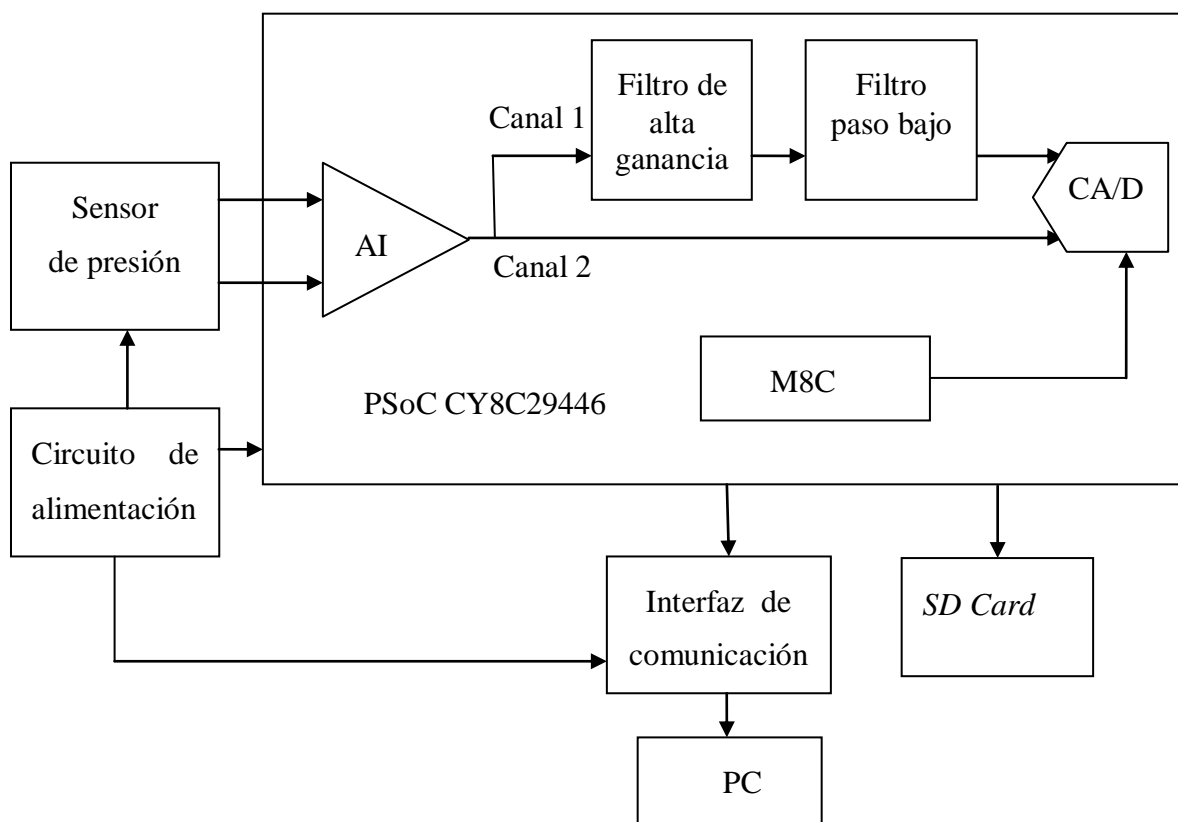 Filtro de
alta
ganancia
Filtro
paso bajo
Canal 1
CA/D
Sensor
de presión
AI
Canal 2
M8C
PSoC CY8C29446
Circuito de
alimentación
Interfaz de
comunicación
SD Card
PC